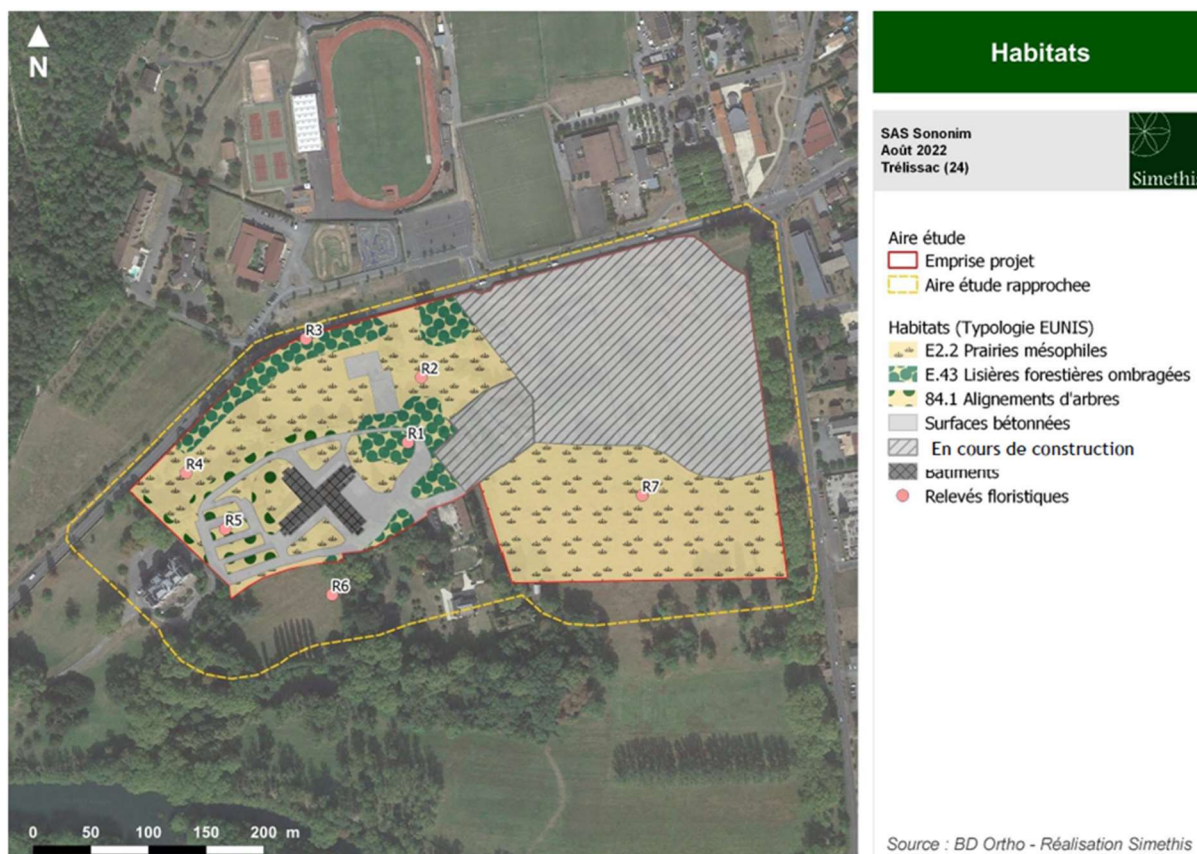 N
R3
R2
R1
R4
R7
R5
R6
0 50 100 150 200 m
Habitats
SAS Sononim
Août 2022
Trélissac (24)
Simethis
Aire étude
Emprise projet
Aire étude rapprochee
Habitats (Typologie EUNIS)
E2.2 Prairies mésophiles
E.43 Lisières forestières ombragées
84.1 Alignements d'arbres
Surfaces bétonnées
En cours de construction
Batiments
Relevés floristiques
Source : BD Ortho - Réalisation Simethis